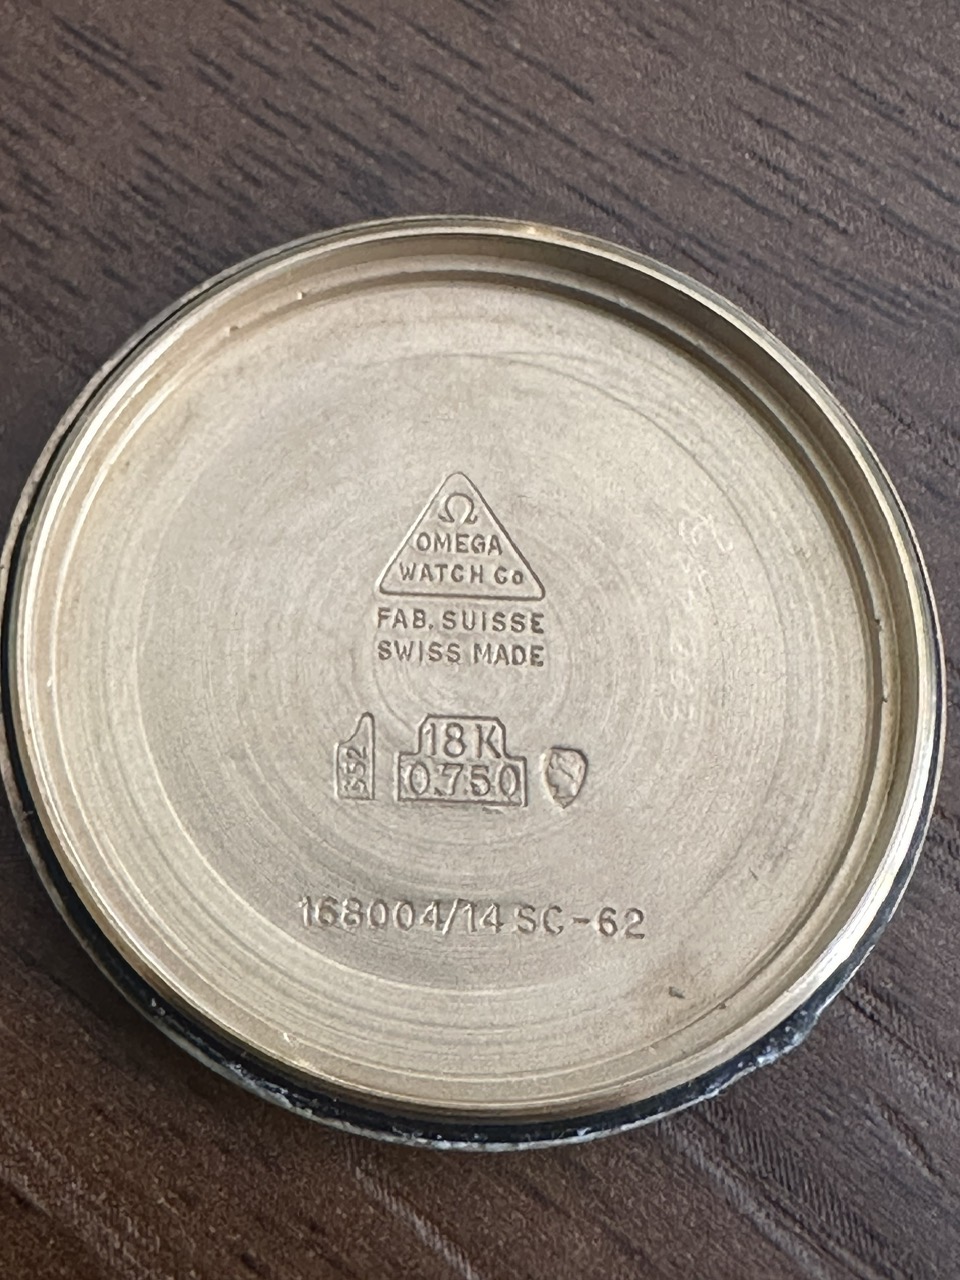 Ω
OMEGA
WATCH Co
FAB. SUISSE
SWISS MADE
18K
0.750
168004/14 SC-62